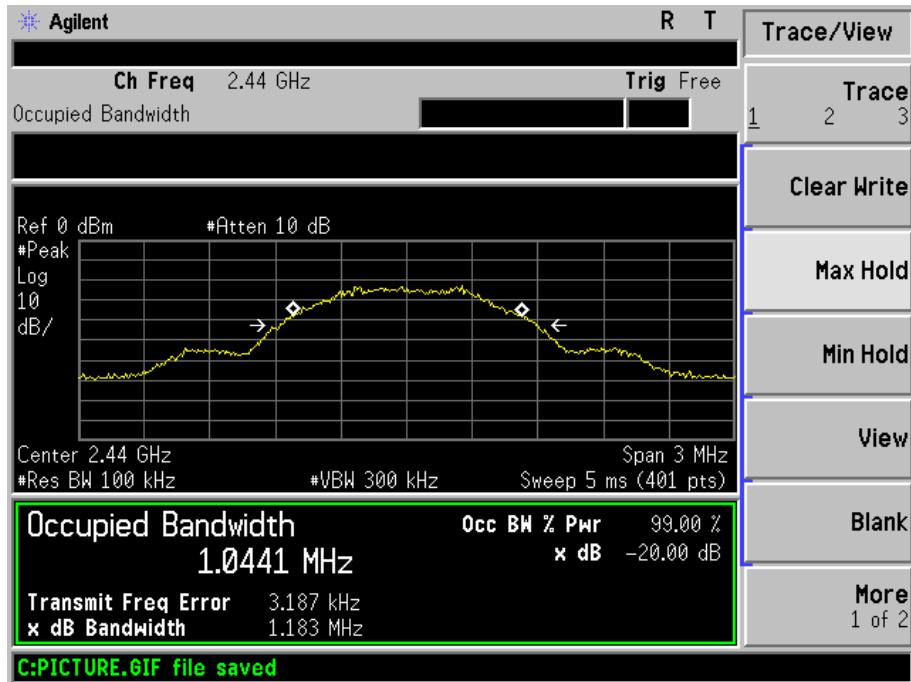 Agilent R T
Ch Freq 2.44 GHz Trig Free
Occupied Bandwidth
Ref 0 dBm #Atten 10 dB
#Peak
Log
10
dB/
Center 2.44 GHz Span 3 MHz
#Res BW 100 kHz #VBW 300 kHz Sweep 5 ms (401 pts)
Occupied Bandwidth
1.0441 MHz
Occ BW % Pwr 99.00 %
x dB -20.00 dB
Transmit Freq Error 3.187 kHz
x dB Bandwidth 1.183 MHz
C:PICTURE.GIF file saved
Trace/View
Trace
1 2 3
Clear Write
Max Hold
Min Hold
View
Blank
More
1 of 2